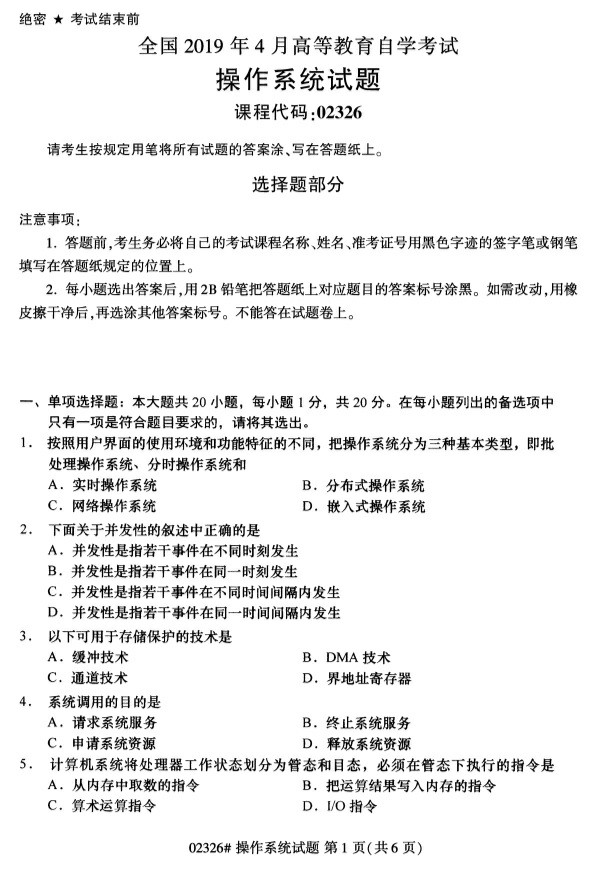 绝密 ★ 考试结束前
全国 2019 年 4 月高等教育自学考试
操作系统试题
课程代码:02326
请考生按规定用笔将所有试题的答案涂、写在答题纸上。
选择题部分
注意事项:
1. 答题前,考生务必将自己的考试课程名称、姓名、准考证号用黑色字迹的签字笔或钢笔
填写在答题纸规定的位置上。
2. 每小题选出答案后,用 2B 铅笔把答题纸上对应题目的答案标号涂黑。如需改动,用橡
皮擦干净后,再选涂其他答案标号。不能答在试题卷上。
一、单项选择题：本大题共 20 小题，每小题 1 分，共 20 分。在每小题列出的备选项中
只有一项是符合题目要求的，请将其选出。
1． 按照用户界面的使用环境和功能特征的不同，把操作系统分为三种基本类型，即批
处理操作系统、分时操作系统和
A．实时操作系统 B．分布式操作系统
C．网络操作系统 D．嵌入式操作系统
2． 下面关于并发性的叙述中正确的是
A．并发性是指若干事件在不同时刻发生
B．并发性是指若干事件在同一时刻发生
C．并发性是指若干事件在不同时间间隔内发生
D．并发性是指若干事件在同一时间间隔内发生
3． 以下可用于存储保护的技术是
A．缓冲技术 B．DMA 技术
C．通道技术 D．界地址寄存器
4． 系统调用的目的是
A．请求系统服务 B．终止系统服务
C．申请系统资源 D．释放系统资源
5． 计算机系统将处理器工作状态划分为管态和目态，必须在管态下执行的指令是
A．从内存中取数的指令 B．把运算结果写入内存的指令
C．算术运算指令 D．I/O 指令
02326# 操作系统试题 第 1 页(共 6 页)